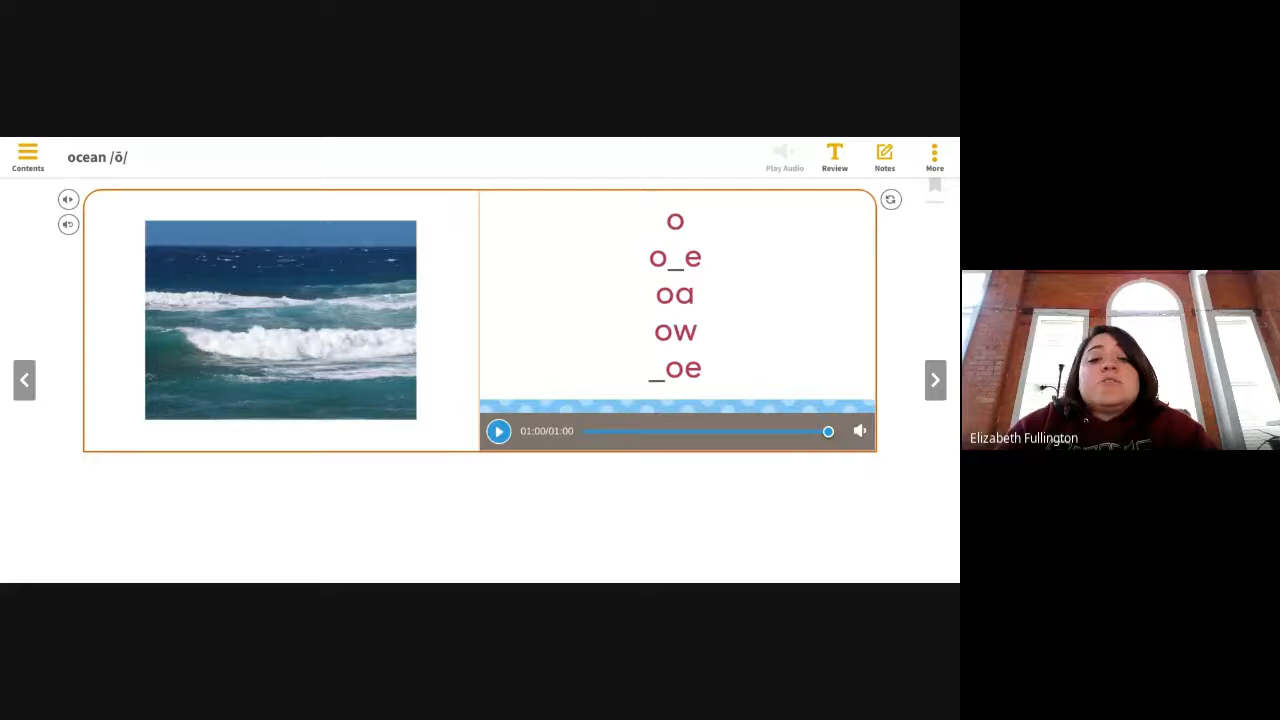 Contents
ocean /ō/
Play Audio
Review
Notes
More
o
o_e
oa
ow
_oe
01:00/01:00
Elizabeth Fullington